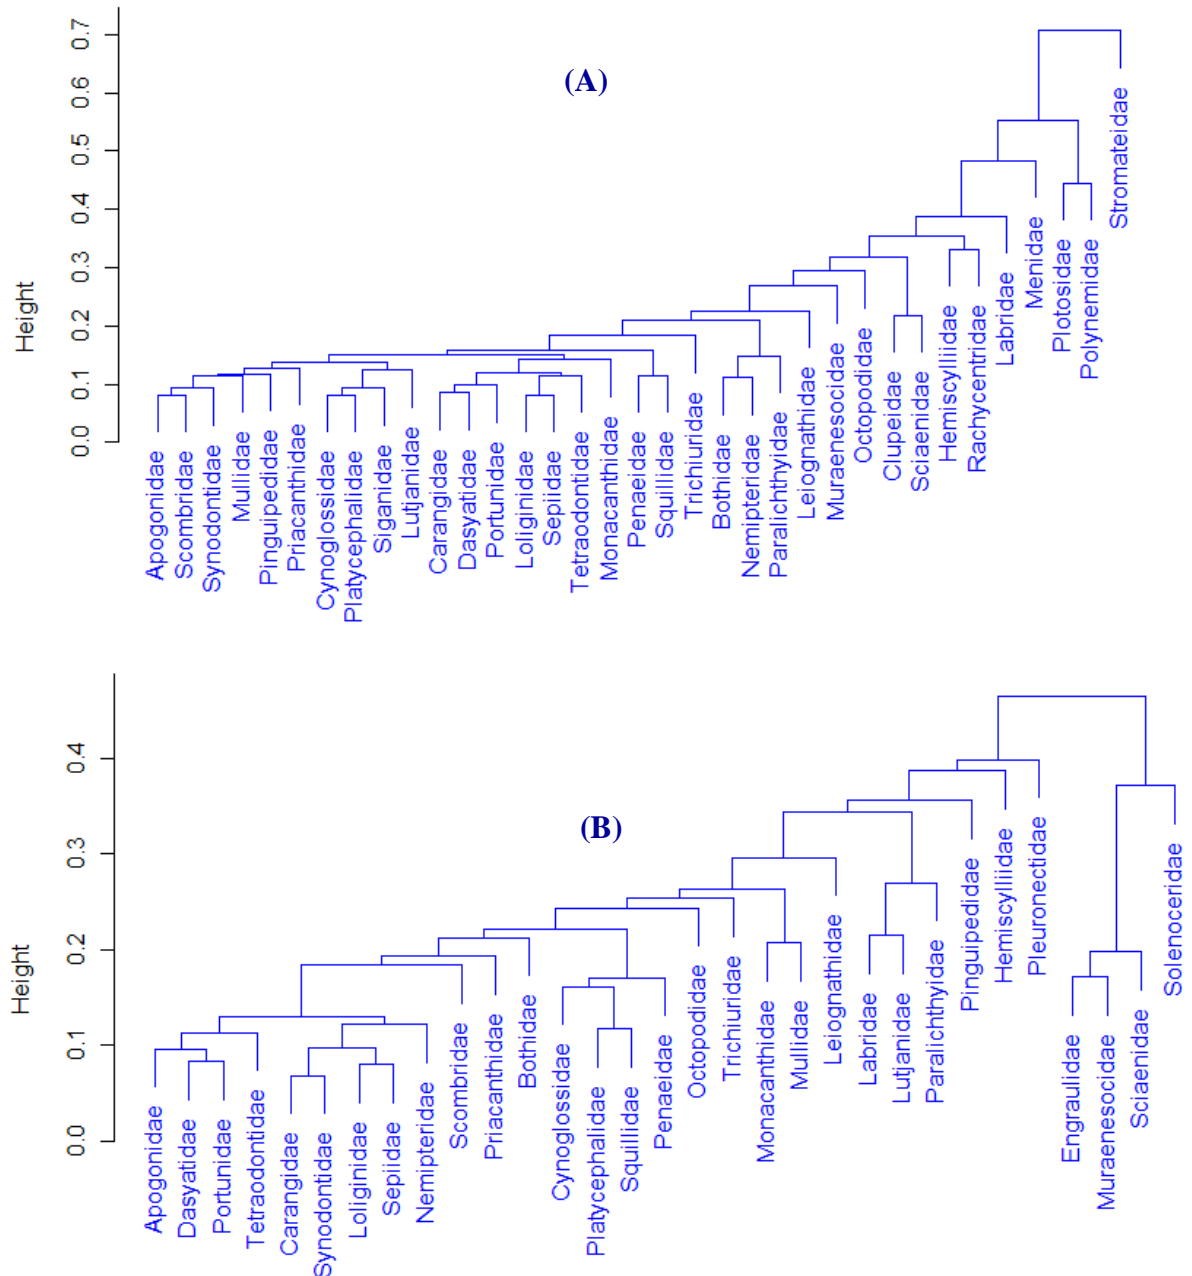 (A)
Height
0.7
0.6
0.5
0.4
0.3
0.2
0.1
0.0
Apogonidae
Scombridae
Synodontidae
Mullidae
Pinguipedidae
Priacanthidae
Cynoglossidae
Platycephalidae
Siganidae
Lutjanidae
Carangidae
Dasyatidae
Portunidae
Loliginidae
Sepiidae
Tetraodontidae
Monacanthidae
Penaeidae
Squillidae
Trichiuridae
Bothidae
Nemipteridae
Paralichthyidae
Leiognathidae
Muraenesocidae
Octopodidae
Clupeidae
Sciaenidae
Hemiscylliidae
Rachycentridae
Labridae
Menidae
Plotosidae
Polynemidae
Stromateidae
(B)
Height
0.4
0.3
0.2
0.1
0.0
Apogonidae
Dasyatidae
Portunidae
Tetraodontidae
Carangidae
Synodontidae
Loliginidae
Sepiidae
Nemipteridae
Scombridae
Priacanthidae
Bothidae
Cynoglossidae
Platycephalidae
Squillidae
Penaeidae
Octopodidae
Trichiuridae
Monacanthidae
Mullidae
Leiognathidae
Labridae
Lutjanidae
Paralichthyidae
Pinguipedidae
Hemiscylliidae
Pleuronectidae
Engraulidae
Muraenesocidae
Sciaenidae
Solenoceridae